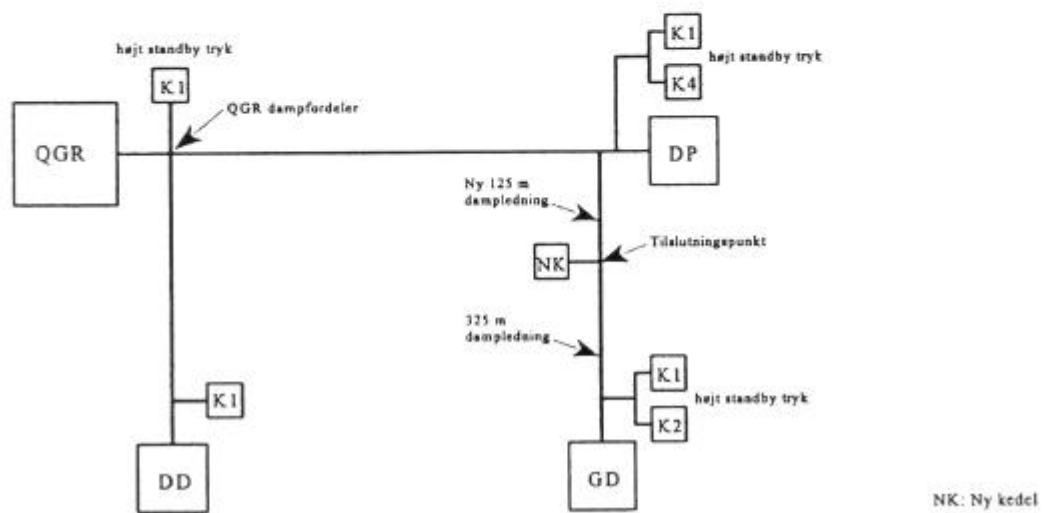 højt standby tryk
K1
QGR dampfordeler
QGR
K1
højt standby tryk
K4
DP
Ny 125 m
dampledning
Tilslutningspunkt
NK
325 m
dampledning
K1
K1
højt standby tryk
K2
DD
GD
NK: Ny kedel